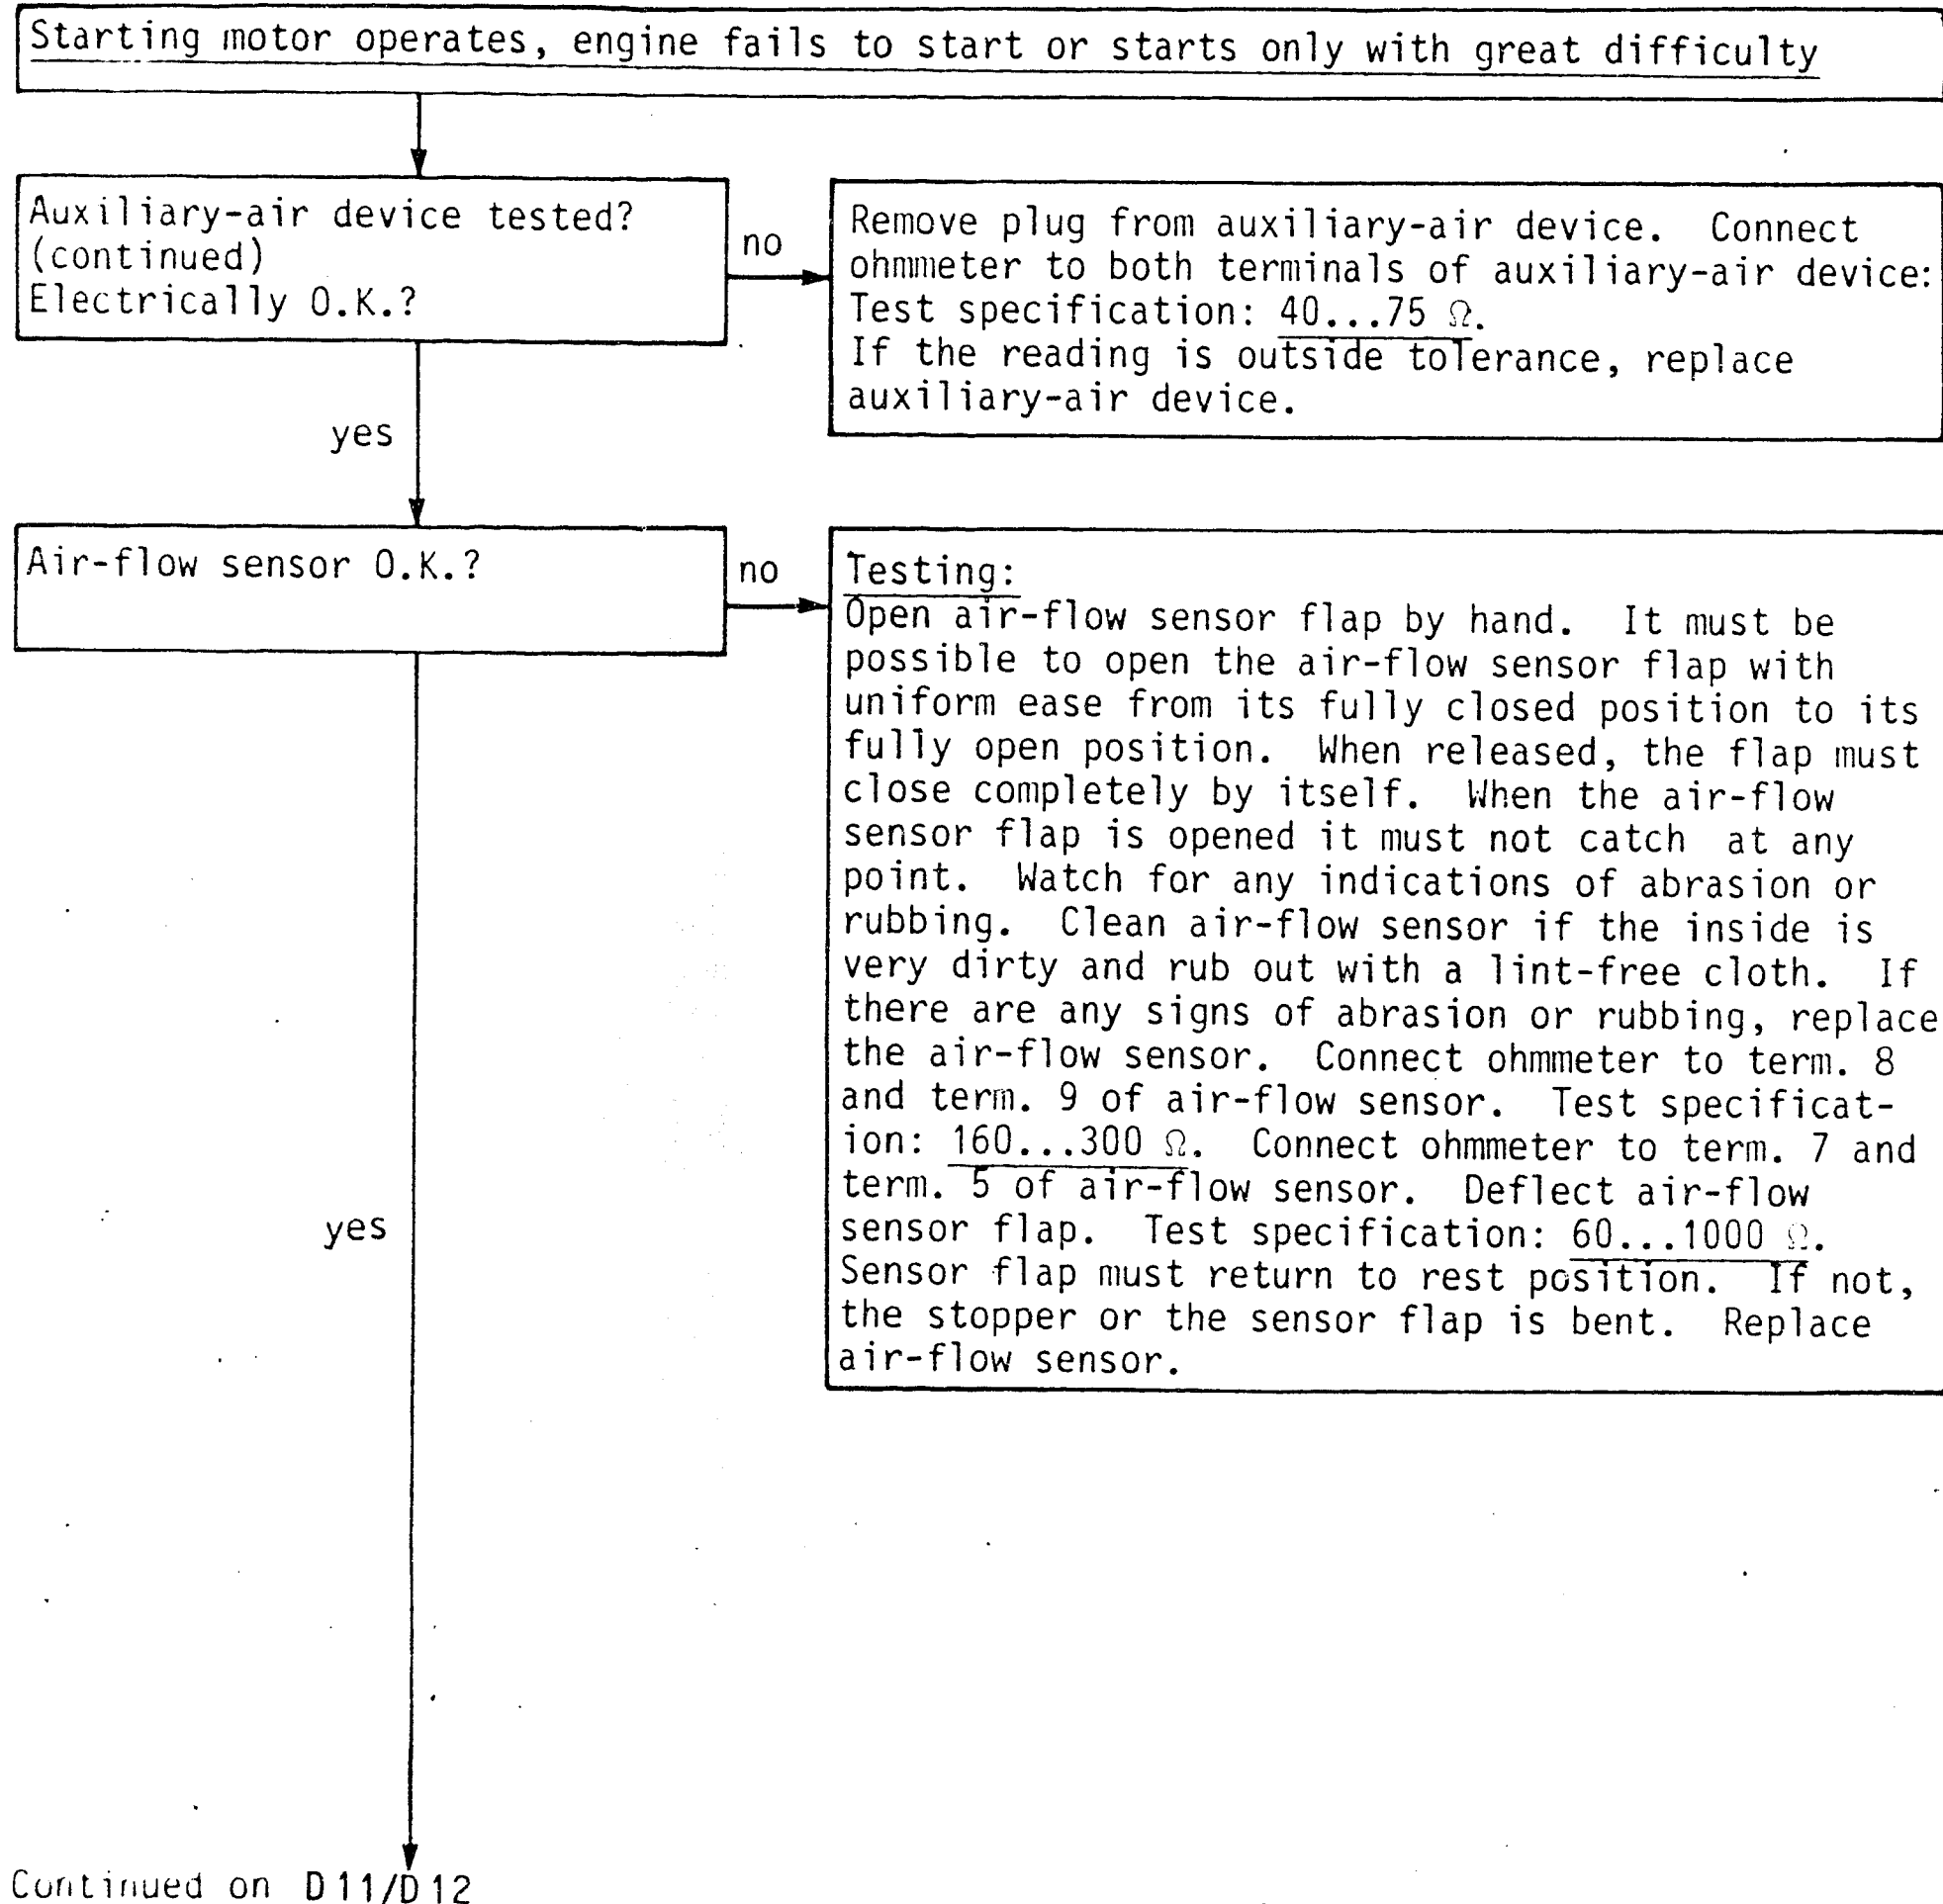 Starting motor operates, engine fails to start or starts only with great difficulty
Auxiliary-air device tested?
(continued)
Electrically O.K.?
no
Remove plug from auxiliary-air device. Connect
ohmmeter to both terminals of auxiliary-air device:
Test specification: 40...75 Ω.
If the reading is outside tolerance, replace
auxiliary-air device.
yes
Air-flow sensor O.K.?
no
Testing:
Open air-flow sensor flap by hand. It must be
possible to open the air-flow sensor flap with
uniform ease from its fully closed position to its
fully open position. When released, the flap must
close completely by itself. When the air-flow
sensor flap is opened it must not catch at any
point. Watch for any indications of abrasion or
rubbing. Clean air-flow sensor if the inside is
very dirty and rub out with a lint-free cloth. If
there are any signs of abrasion or rubbing, replace
the air-flow sensor. Connect ohmmeter to term. 8
and term. 9 of air-flow sensor. Test specificat-
ion: 160...300 Ω. Connect ohmmeter to term. 7 and
term. 5 of air-flow sensor. Deflect air-flow
sensor flap. Test specification: 60...1000 Ω.
Sensor flap must return to rest position. If not,
the stopper or the sensor flap is bent. Replace
air-flow sensor.
yes
Continued on D11/D12